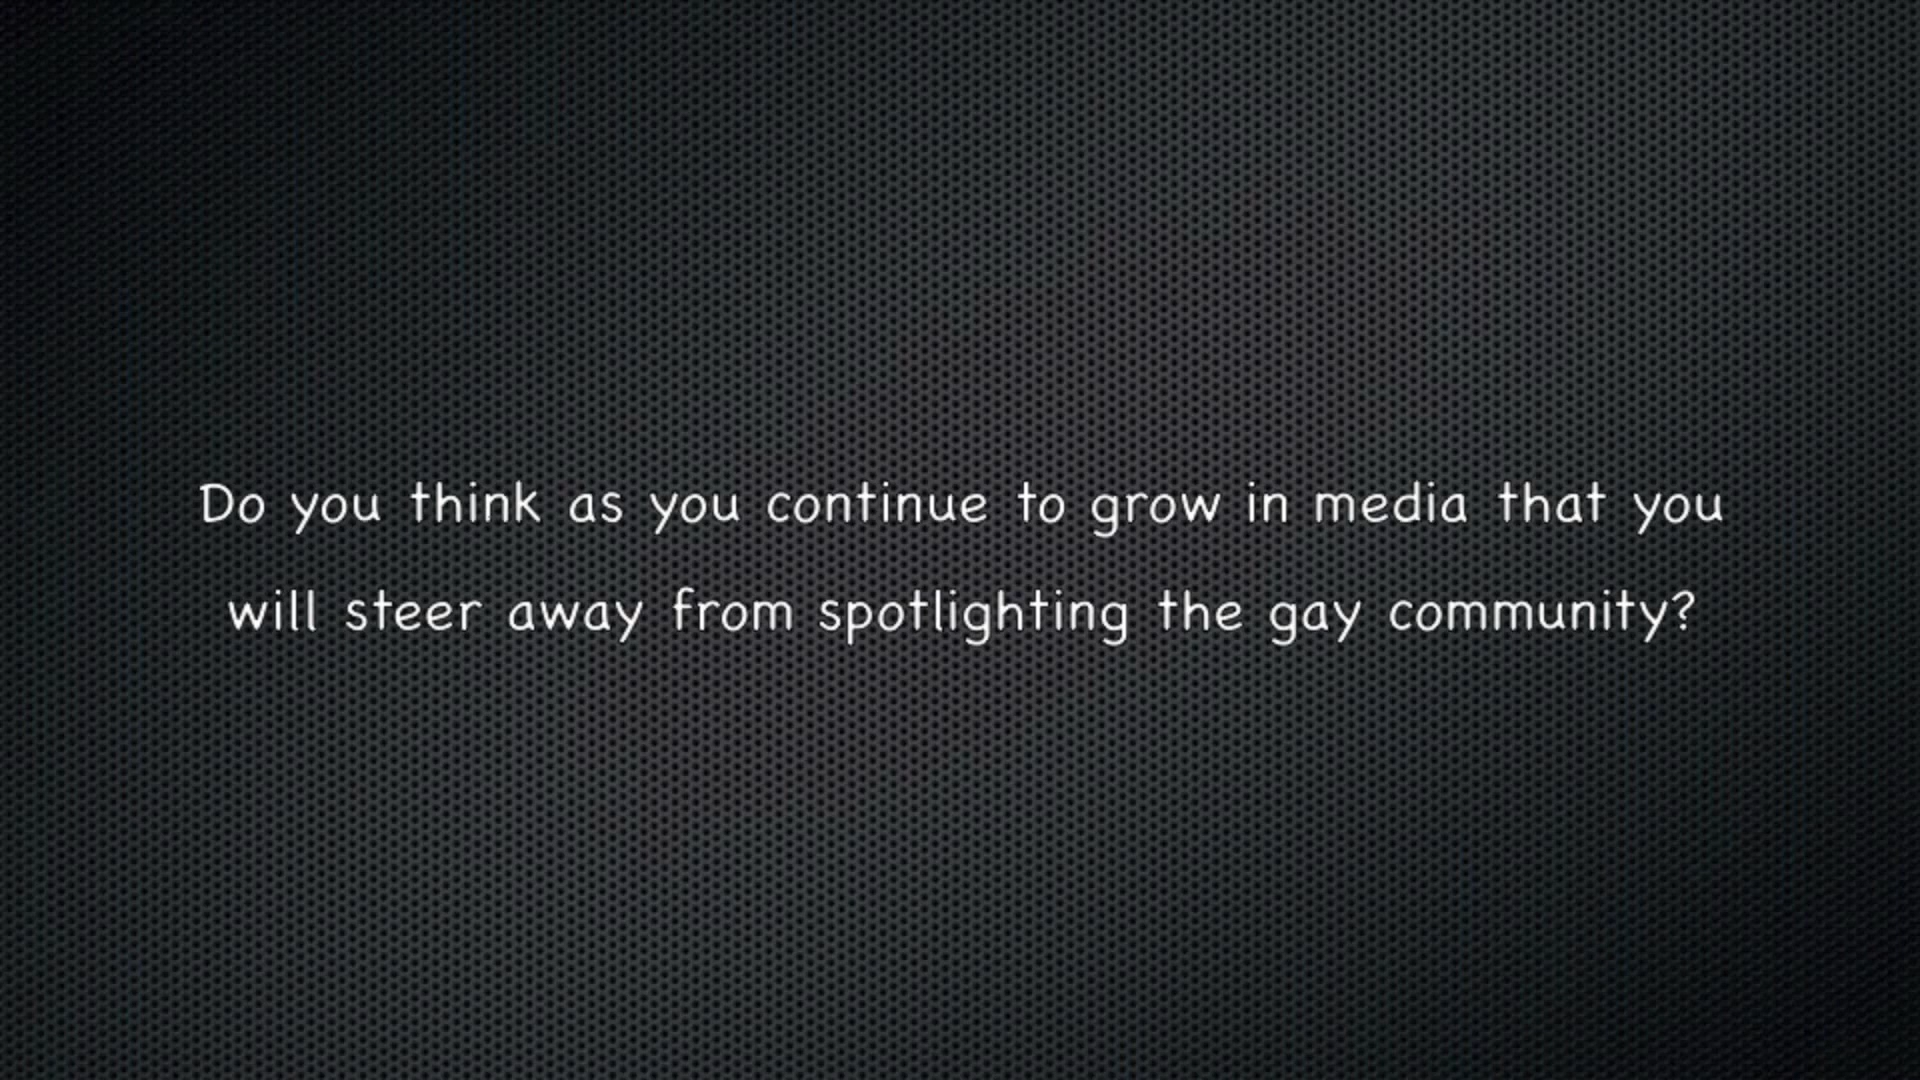 Do you think as you continue to grow in media that you
will steer away from spotlighting the gay community?